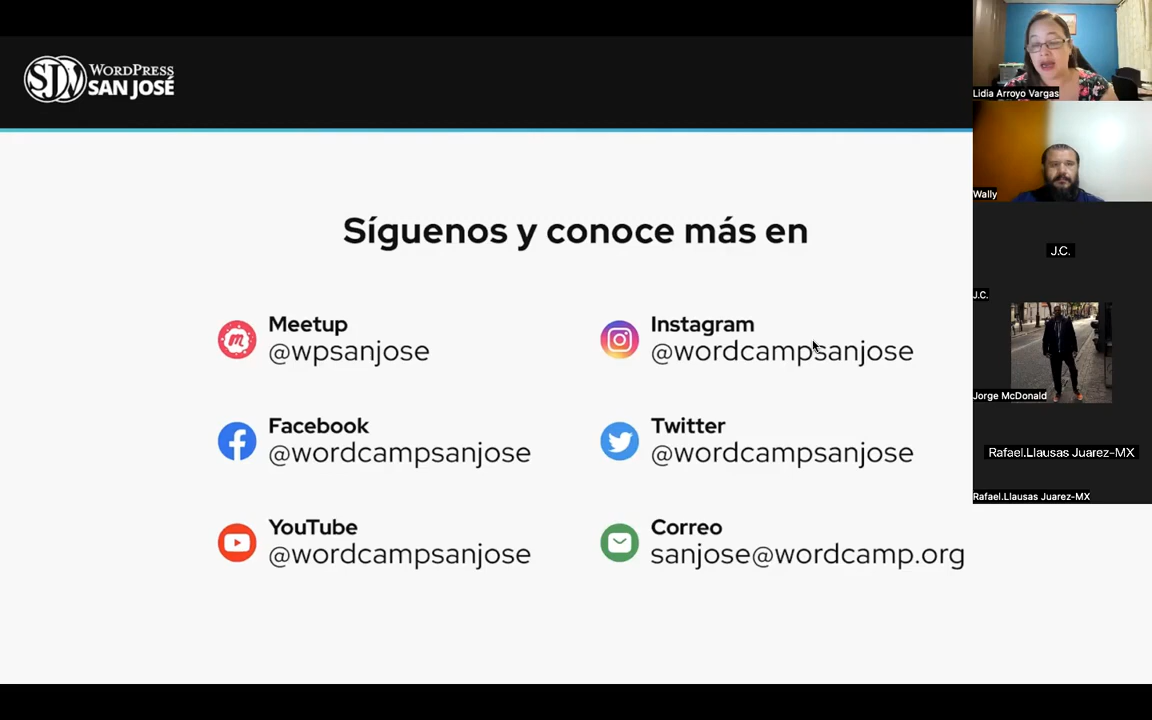 SJW WORDPRESS
SAN JOSÉ
Síguenos y conoce más en
Meetup
@wpsanjose
Instagram
@wordcampsanjose
Facebook
@wordcampsanjose
Twitter
@wordcampsanjose
YouTube
@wordcampsanjose
Correo
sanjose@wordcamp.org
Lidia Arroyo Vargas
Wally
J.C.
J.C.
Jorge McDonald
Rafael.Llausas Juarez-MX
Rafael.Llausas Juarez-MX